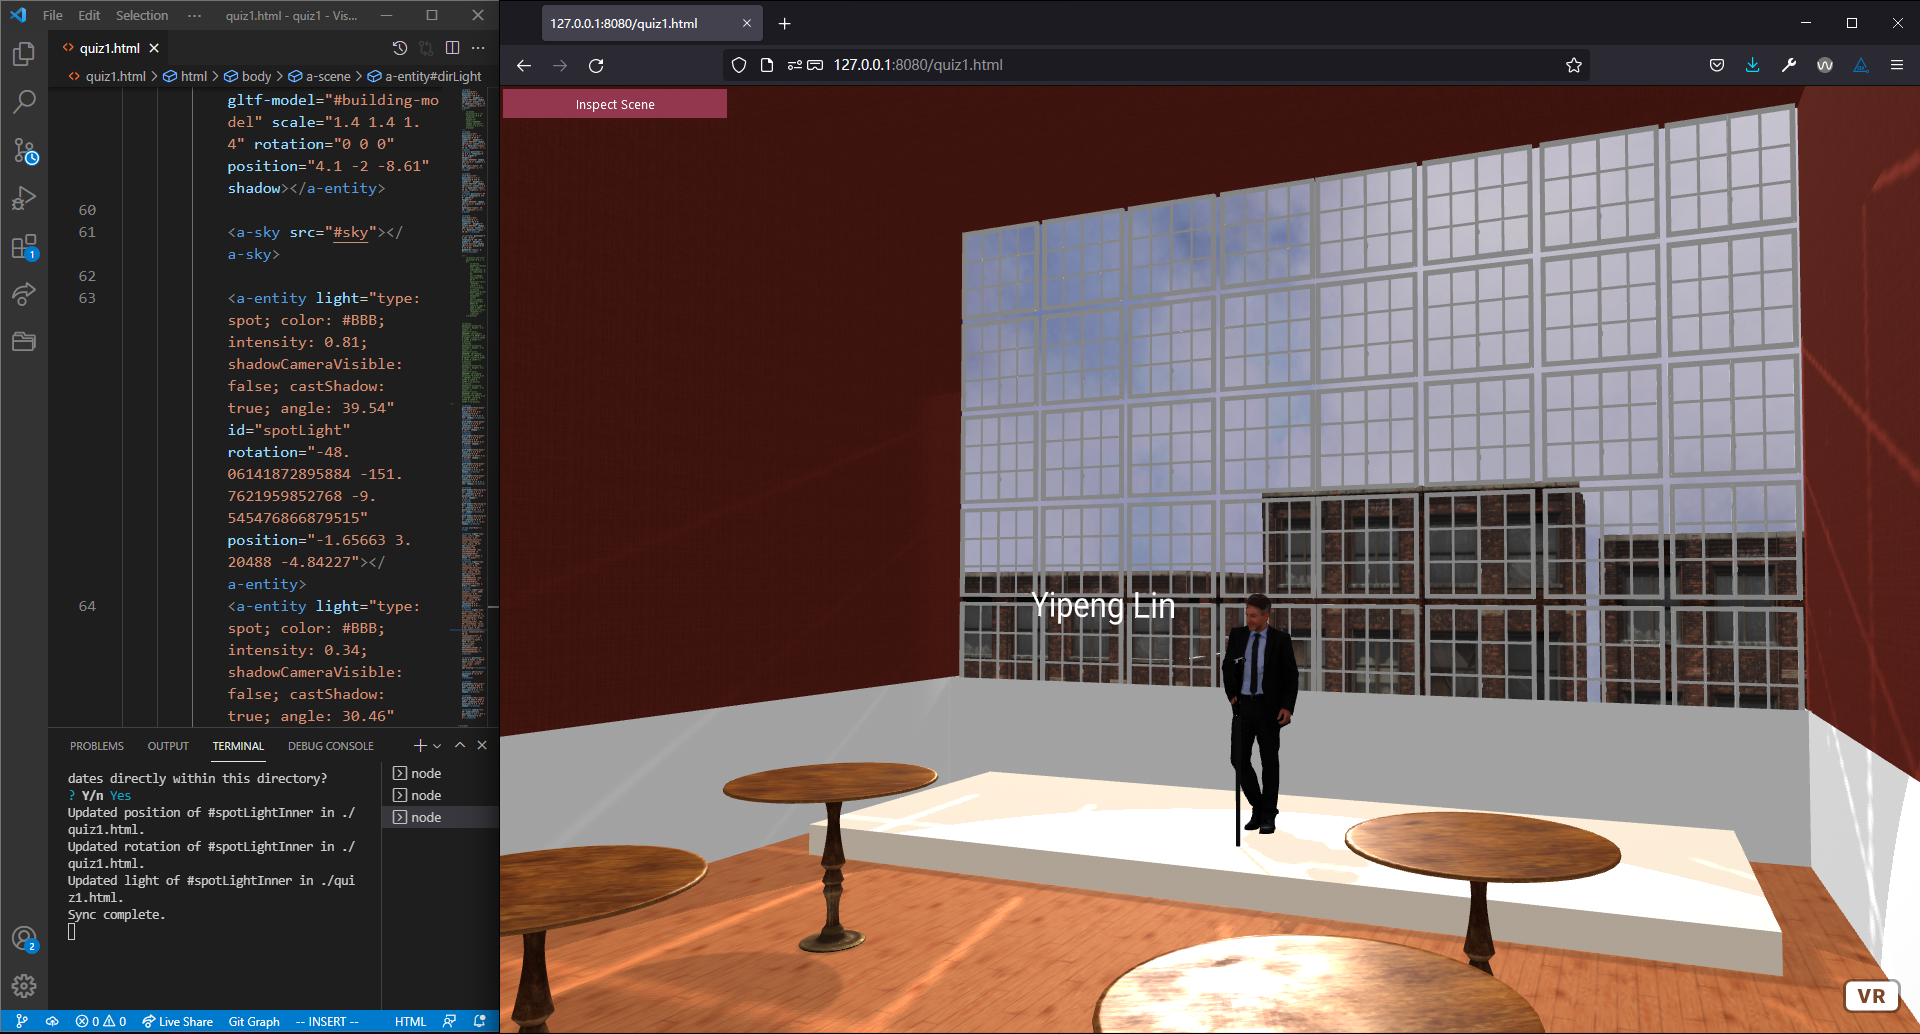 File Edit Selection ··· quiz1.html - quiz1 - Vis...
quiz1.html
quiz1.html > html > body > a-scene > a-entity#dirLight
gltf-model="#building-mo
del" scale="1.4 1.4 1.
4" rotation="0 0 0"
position="4.1 -2 -8.61"
shadow></a-entity>
60
61 <a-sky src="#sky"></
a-sky>
62
63 <a-entity light="type:
spot; color: #BBB;
intensity: 0.81;
shadowCameraVisible:
false; castShadow:
true; angle: 39.54"
id="spotLight"
rotation="-48.
06141872895884 -151.
7621959852768 -9.
545476866879515"
position="-1.65663 3.
20488 -4.84227"></
a-entity>
64 <a-entity light="type:
spot; color: #BBB;
intensity: 0.34;
shadowCameraVisible:
false; castShadow:
true; angle: 30.46"
PROBLEMS OUTPUT TERMINAL DEBUG CONSOLE
dates directly within this directory?
? Y/n Yes
Updated position of #spotLightInner in ./
quiz1.html.
Updated rotation of #spotLightInner in ./
quiz1.html.
Updated light of #spotLightInner in ./qui
z1.html.
Sync complete.
node
node
node
1
2
0 0 Live Share Git Graph -- INSERT -- HTML
127.0.0.1:8080/quiz1.html
127.0.0.1:8080/quiz1.html
Inspect Scene
Yipeng Lin
VR